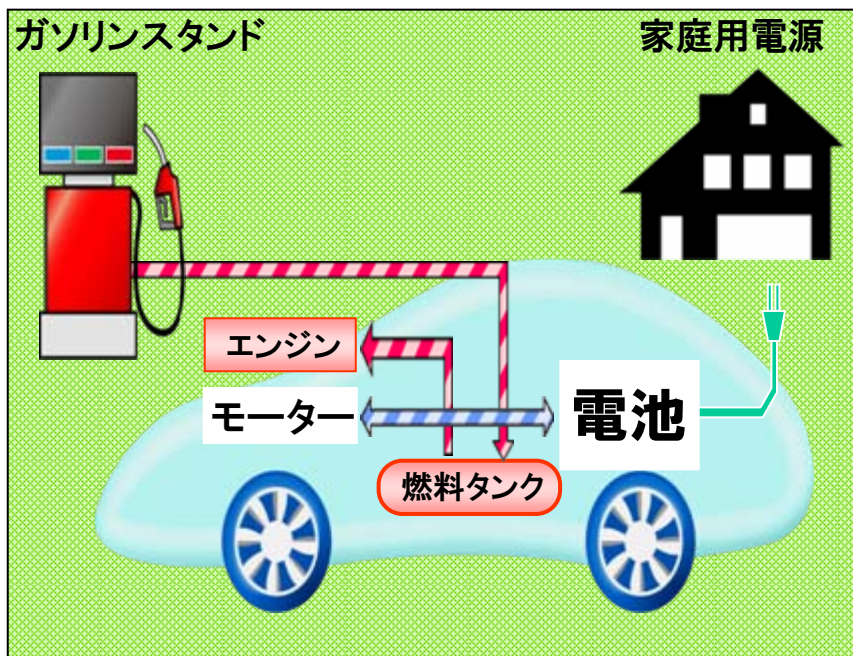 ガソリンスタンド
家庭用電源
エンジン
モーター
電池
燃料タンク